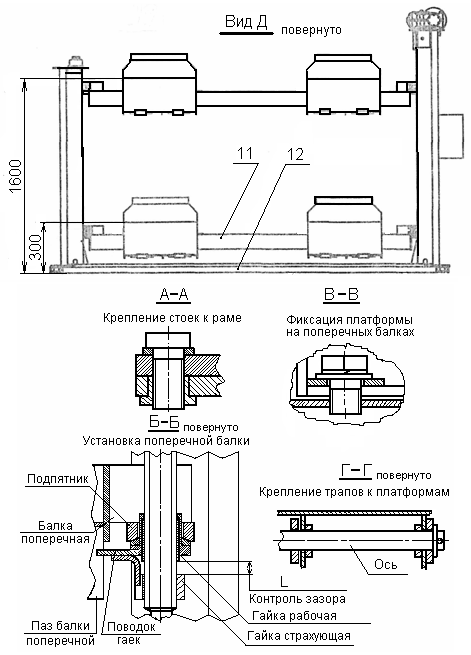 Вид Д повернуто
11
12
1600
300
А–А
Крепление стоек к раме
В–В
Фиксация платформы
на поперечных балках
Б–Б повернуто
Установка поперечной балки
Подпятник
Балка
поперечная
Паз балки
поперечной
Поводок
гаек
Г–Г повернуто
Крепление трапов к платформам
Ось
L
Контроль зазора
Гайка рабочая
Гайка страхующая